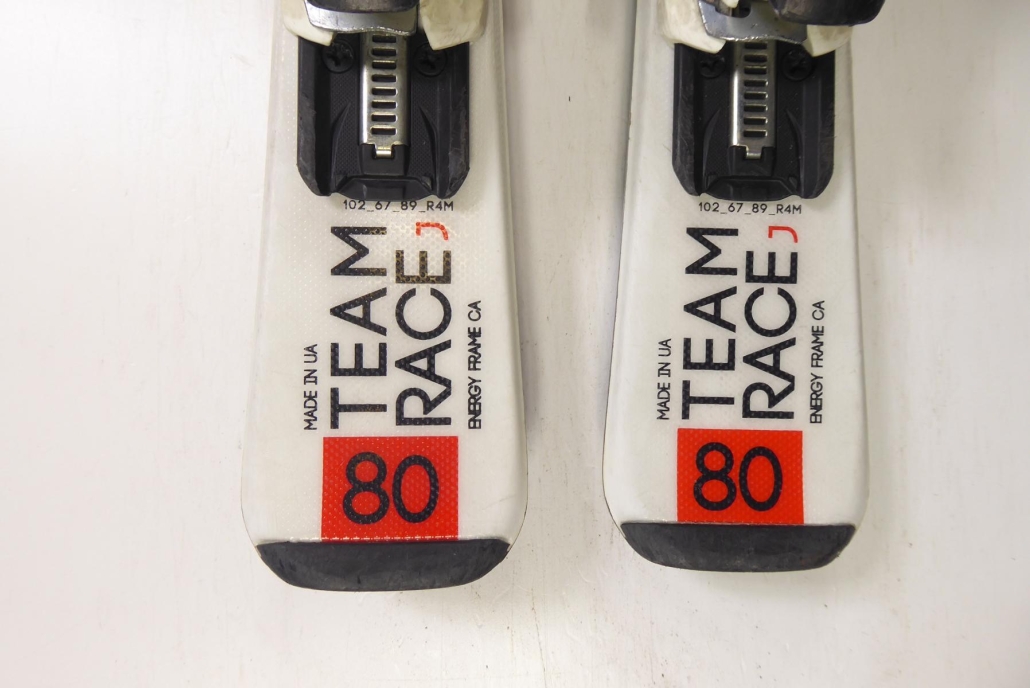 102_67_89_R4M
MADE IN UA
TEAM
RACE J
ENERGY FRAME CA
80
102_67_89_R4M
MADE IN UA
TEAM
RACE J
ENERGY FRAME CA
80